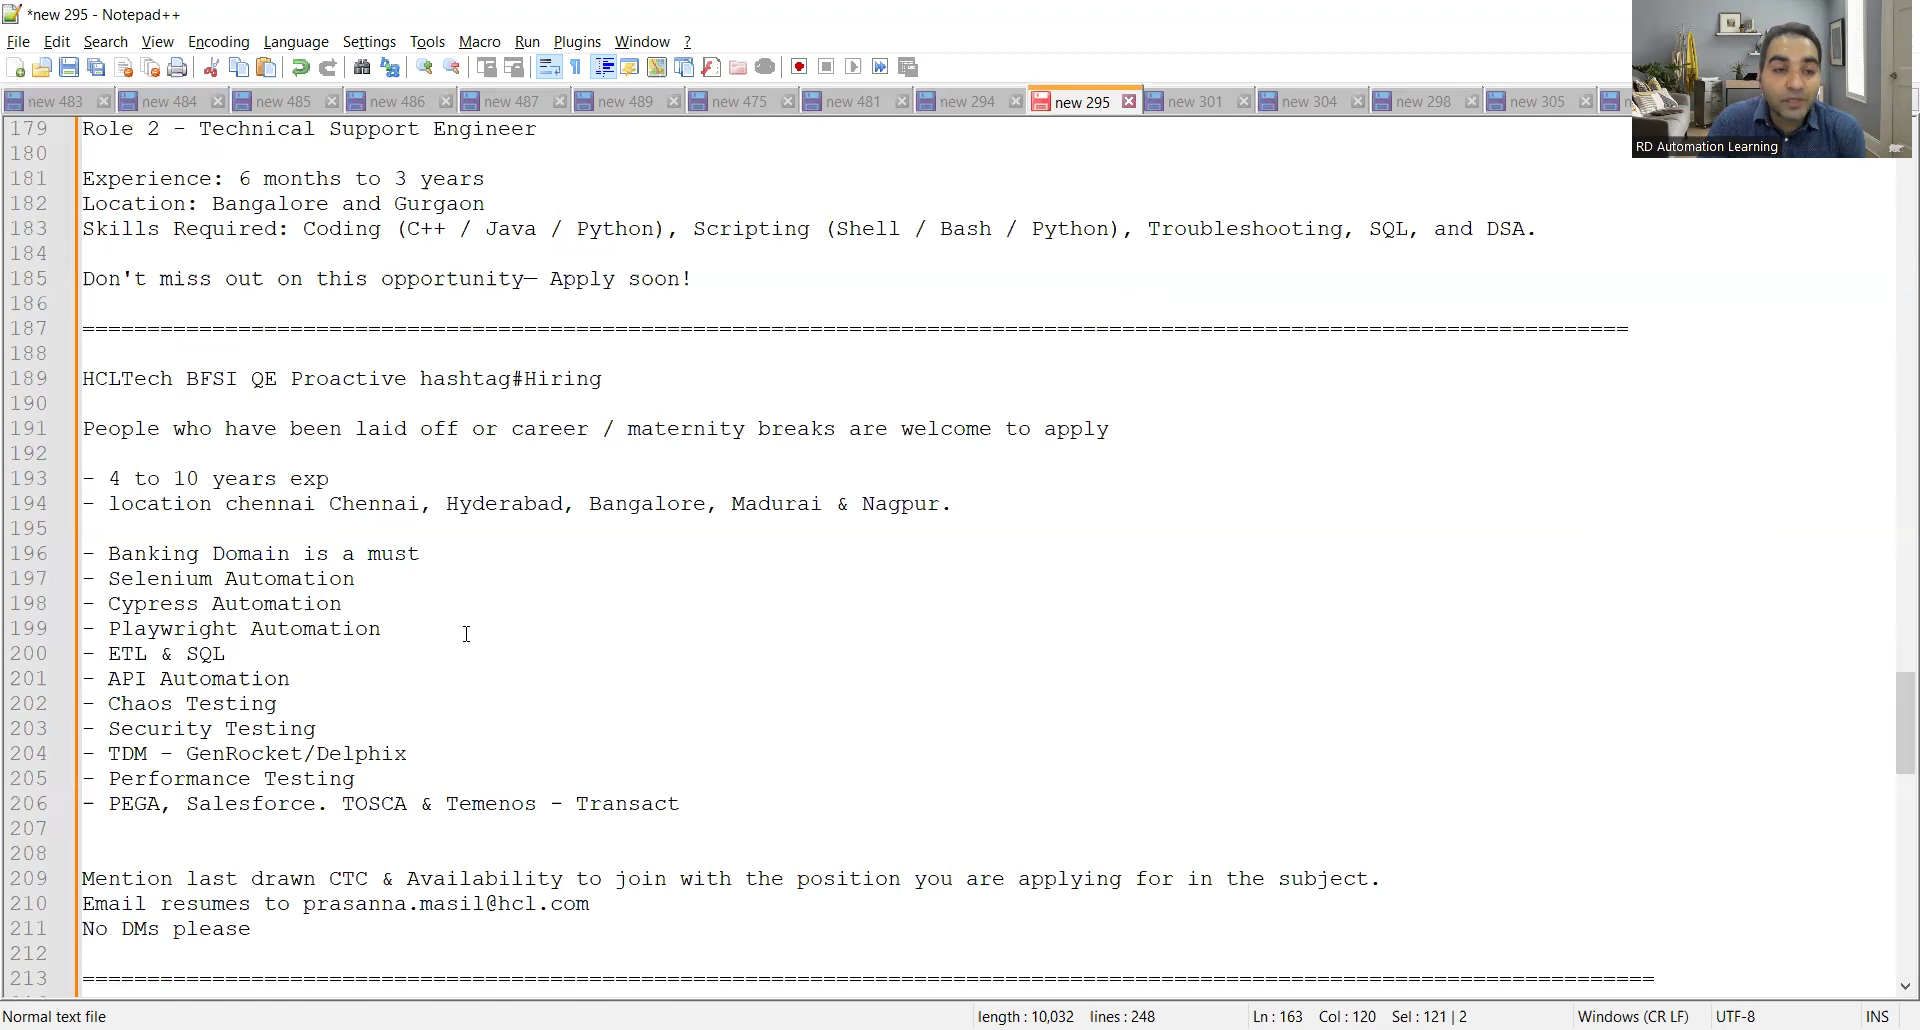 *new 295 - Notepad++
File Edit Search View Encoding Language Settings Tools Macro Run Plugins Window ?
new 483 new 484 new 485 new 486 new 487 new 489 new 475 new 481 new 294 new 295 new 301 new 304 new 298 new 305
RD Automation Learning
179 Role 2 - Technical Support Engineer
180
181 Experience: 6 months to 3 years
182 Location: Bangalore and Gurgaon
183 Skills Required: Coding (C++ / Java / Python), Scripting (Shell / Bash / Python), Troubleshooting, SQL, and DSA.
184
185 Don't miss out on this opportunity— Apply soon!
186
187 =======================================================================================================================
188
189 HCLTech BFSI QE Proactive hashtag#Hiring
190
191 People who have been laid off or career / maternity breaks are welcome to apply
192
193 - 4 to 10 years exp
194 - location chennai Chennai, Hyderabad, Bangalore, Madurai & Nagpur.
195
196 - Banking Domain is a must
197 - Selenium Automation
198 - Cypress Automation
199 - Playwright Automation
200 - ETL & SQL
201 - API Automation
202 - Chaos Testing
203 - Security Testing
204 - TDM - GenRocket/Delphix
205 - Performance Testing
206 - PEGA, Salesforce. TOSCA & Temenos - Transact
207
208
209 Mention last drawn CTC & Availability to join with the position you are applying for in the subject.
210 Email resumes to prasanna.masil@hcl.com
211 No DMs please
212
213 =========================================================================================================================
Normal text file length : 10,032 lines : 248 Ln : 163 Col : 120 Sel : 121 | 2 Windows (CR LF) UTF-8 INS